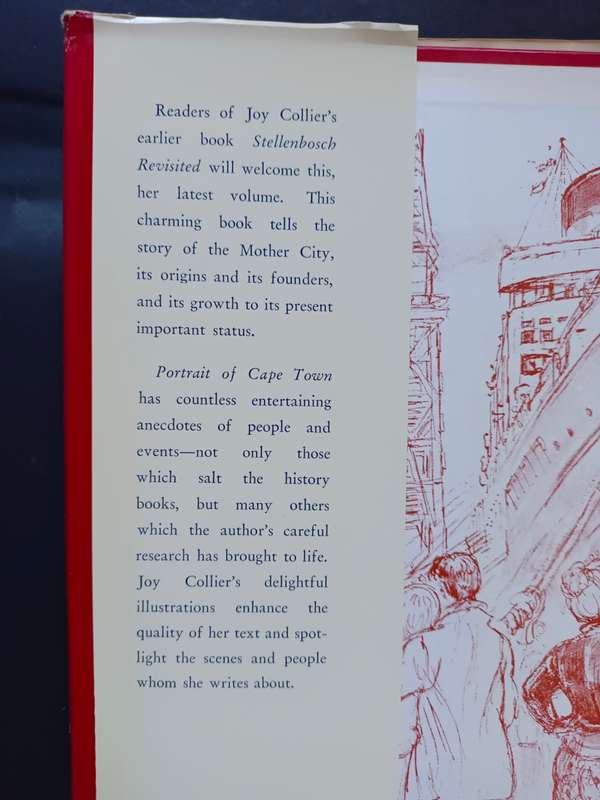 Readers of Joy Collier's
earlier book Stellenbosch
Revisited will welcome this,
her latest volume. This
charming book tells the
story of the Mother City,
its origins and its founders,
and its growth to its present
important status.
Portrait of Cape Town
has countless entertaining
anecdotes of people and
events—not only those
which salt the history
books, but many others
which the author's careful
research has brought to life.
Joy Collier's delightful
illustrations enhance the
quality of her text and spot-
light the scenes and people
whom she writes about.